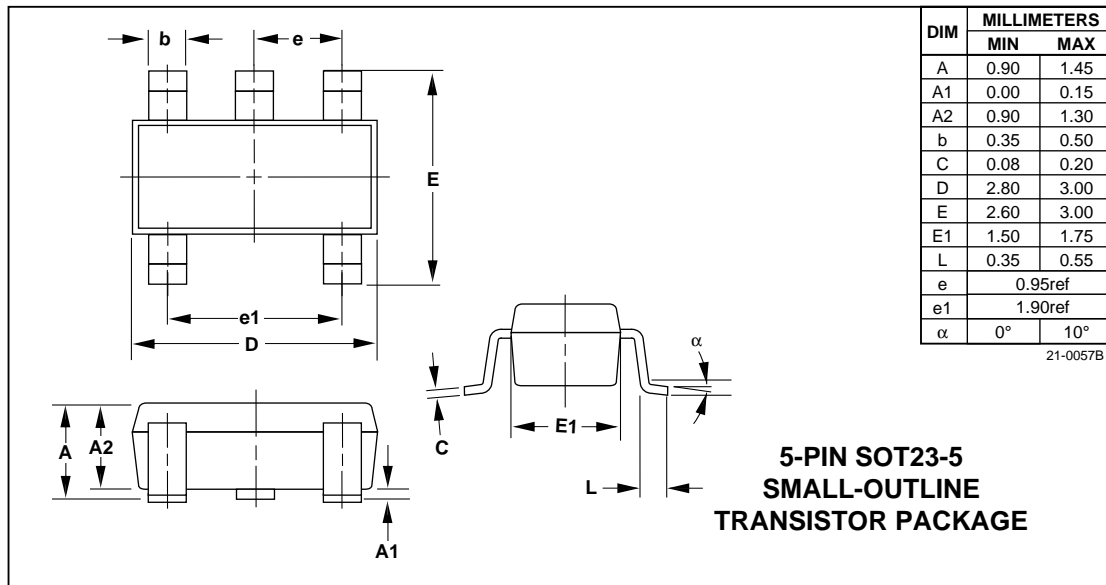 b
e
E
e1
D
A
A2
A1
C
E1
L
α
DIM MILLIMETERS
MIN MAX
A 0.90 1.45
A1 0.00 0.15
A2 0.90 1.30
b 0.35 0.50
C 0.08 0.20
D 2.80 3.00
E 2.60 3.00
E1 1.50 1.75
L 0.35 0.55
e 0.95ref
e1 1.90ref
α 0° 10°
21-0057B
5-PIN SOT23-5
SMALL-OUTLINE
TRANSISTOR PACKAGE